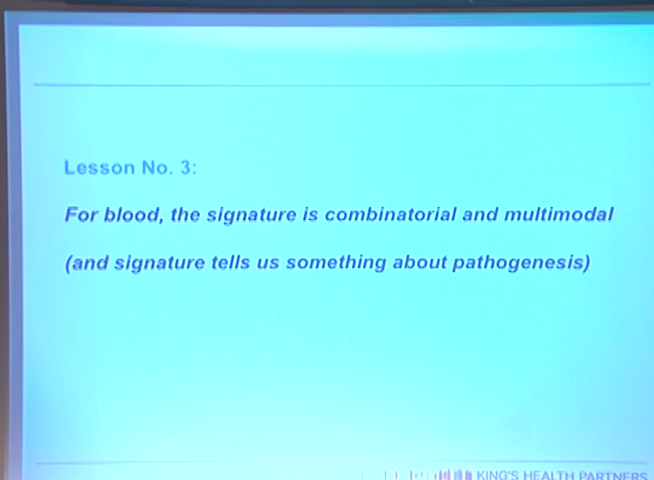 Lesson No. 3:
For blood, the signature is combinatorial and multimodal
(and signature tells us something about pathogenesis)
KING'S HEALTH PARTNERS